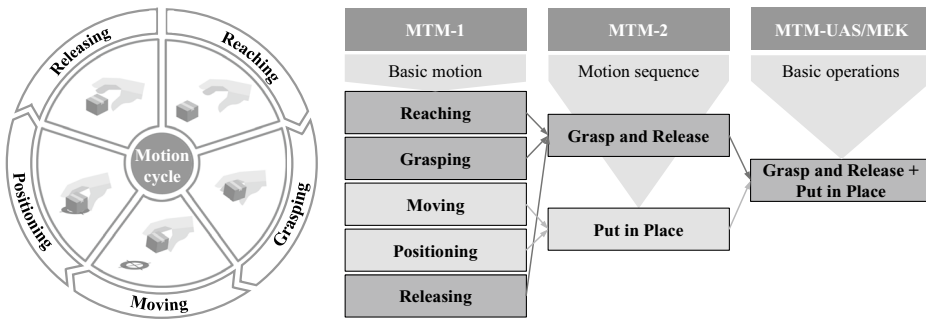 Releasing
Reaching
Grasping
Moving
Positioning
Motion
cycle
MTM-1
MTM-2
MTM-UAS/MEK
Basic motion
Motion sequence
Basic operations
Reaching
Grasping
Moving
Positioning
Releasing
Grasp and Release
Put in Place
Grasp and Release +
Put in Place